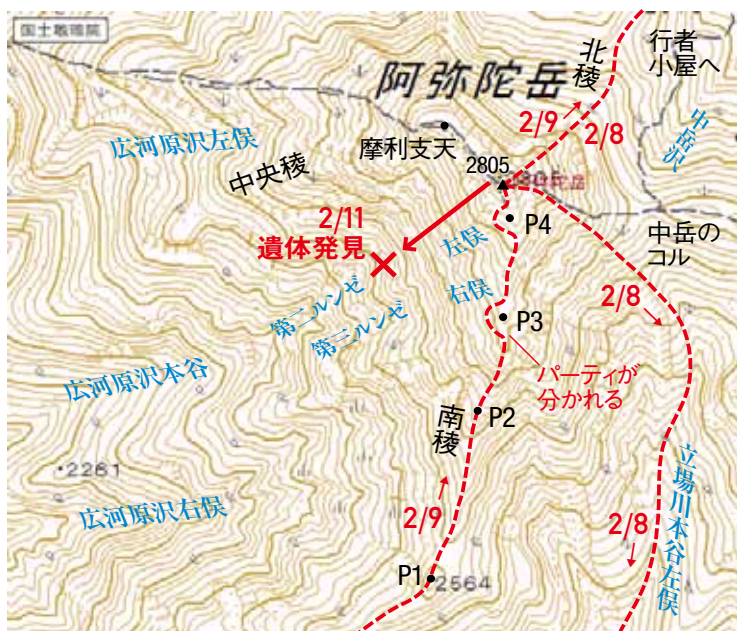 国土地理院
北稜
行者
小屋へ
阿弥陀岳
2/9
2/8
中岳沢
広河原沢左俣
摩利支天
中央稜
2805
2/11
遺体発見
P4
中岳の
コル
左俣
右俣
2/8
第二ルンゼ
第三ルンゼ
P3
パーティが
分かれる
広河原沢本谷
P2
南稜
2261
広河原沢右俣
2/9
立場川本谷左俣
2/8
P1
2564